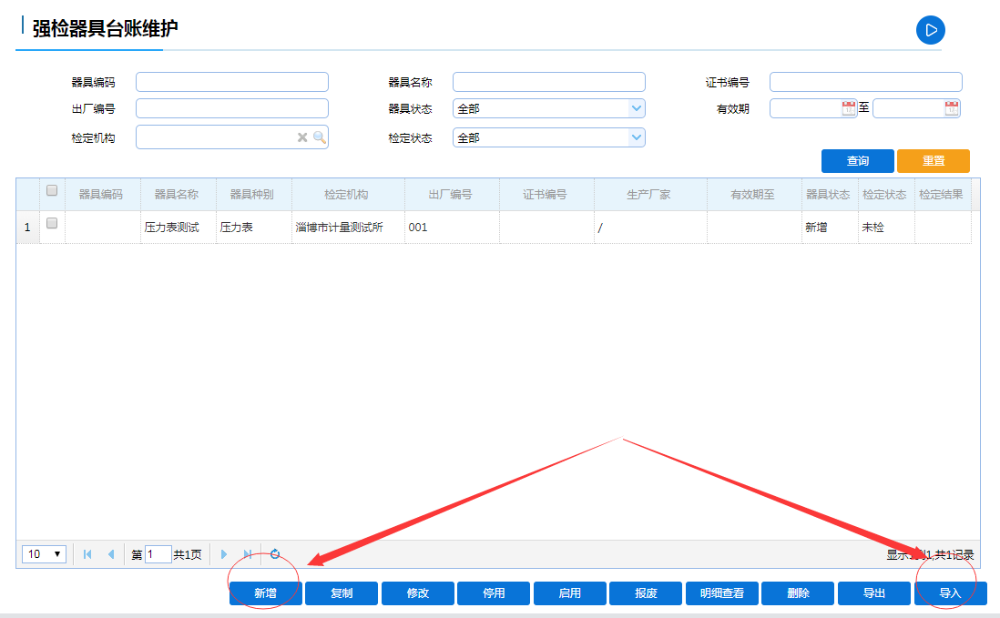 强检器具台账维护
器具编码 器具名称 证书编号
出厂编号 器具状态 全部 有效期 至
检定机构 检定状态 全部
查询 重置
器具编码 器具名称 器具种别 检定机构 出厂编号 证书编号 生产厂家 有效期至 器具状态 检定状态 检定结果
1 压力表测试 压力表 淄博市计量测试所 001 / 新增 未检
10 第 1 共1页 显示1到1,共1记录
新增 复制 修改 停用 启用 报废 明细查看 删除 导出 导入